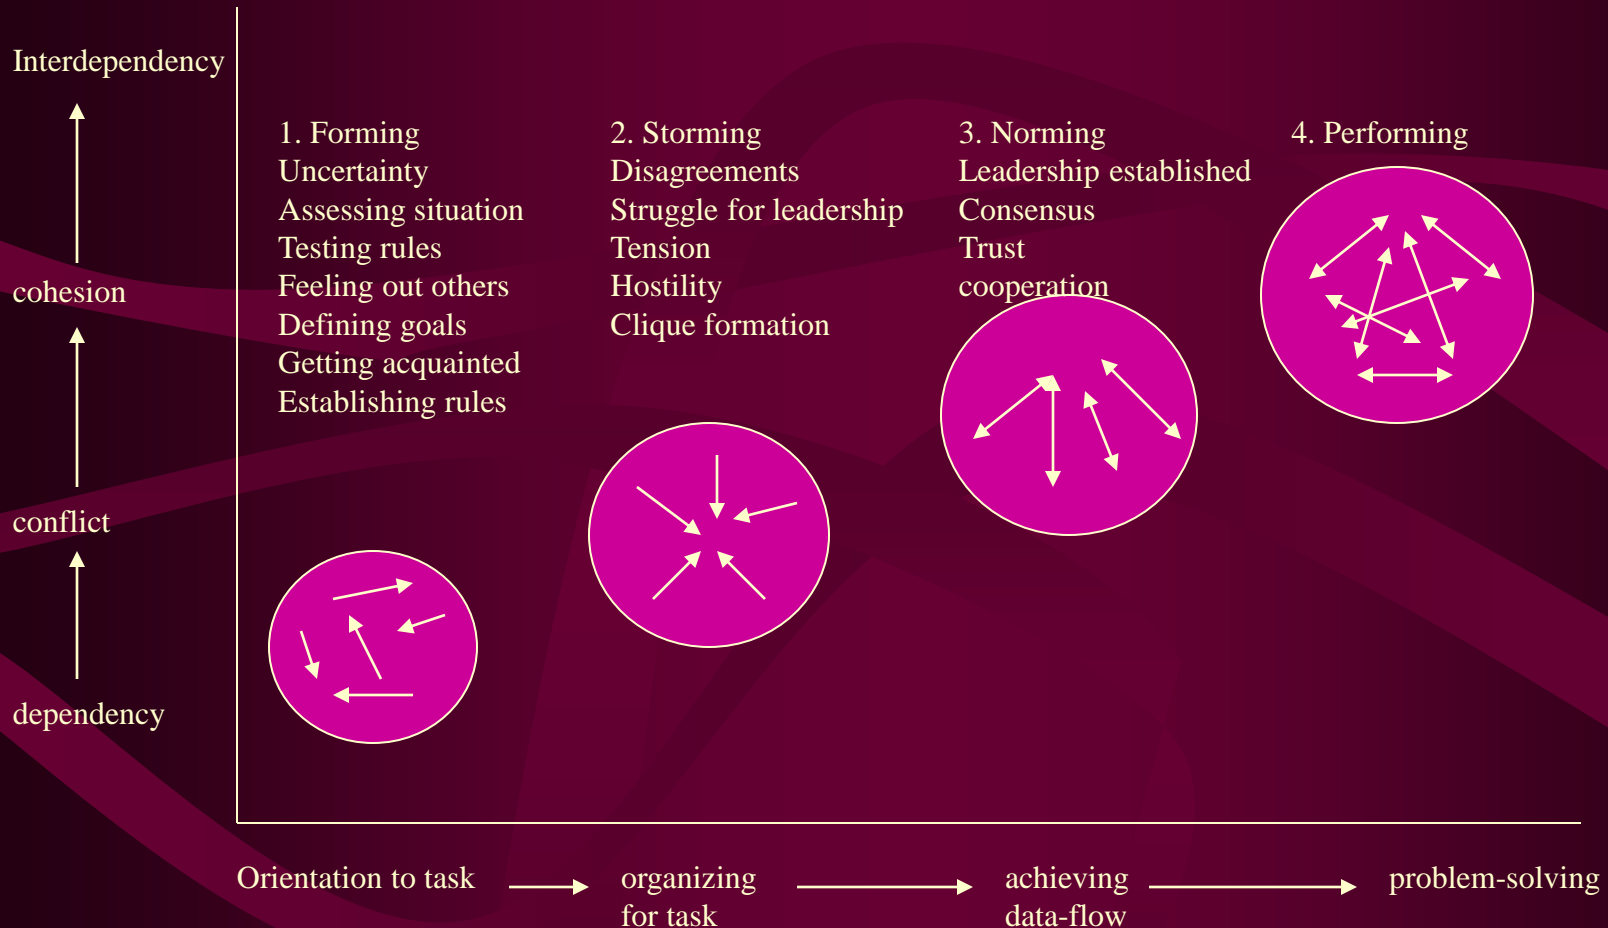 Interdependency
cohesion
conflict
dependency
1. Forming
Uncertainty
Assessing situation
Testing rules
Feeling out others
Defining goals
Getting acquainted
Establishing rules
2. Storming
Disagreements
Struggle for leadership
Tension
Hostility
Clique formation
3. Norming
Leadership established
Consensus
Trust
cooperation
4. Performing
Orientation to task
organizing
for task
achieving
data-flow
problem-solving